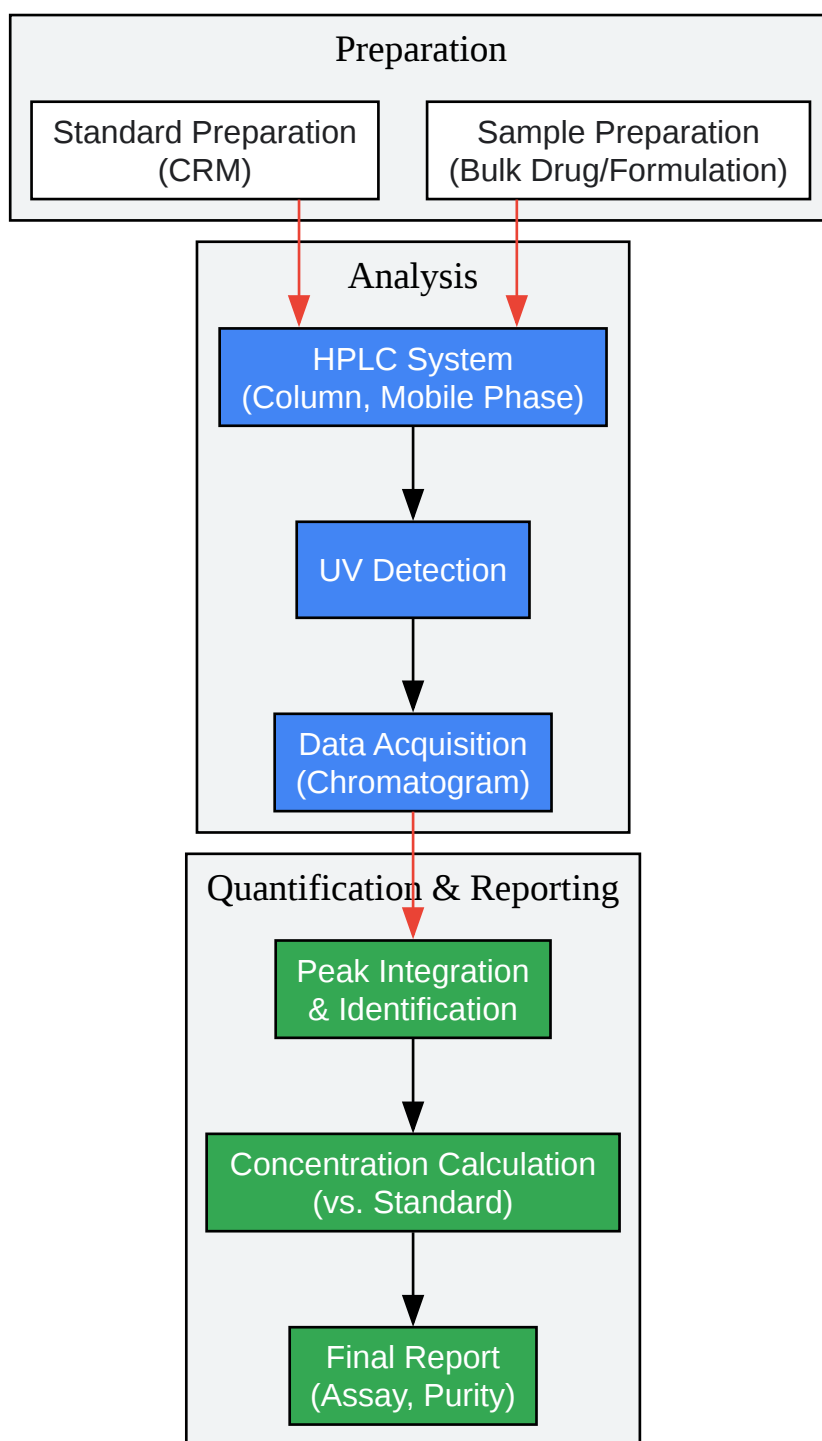 Preparation
Standard Preparation
(CRM)
Sample Preparation
(Bulk Drug/Formulation)
Analysis
HPLC System
(Column, Mobile Phase)
UV Detection
Data Acquisition
(Chromatogram)
Quantification & Reporting
Peak Integration
& Identification
Concentration Calculation
(vs. Standard)
Final Report
(Assay, Purity)